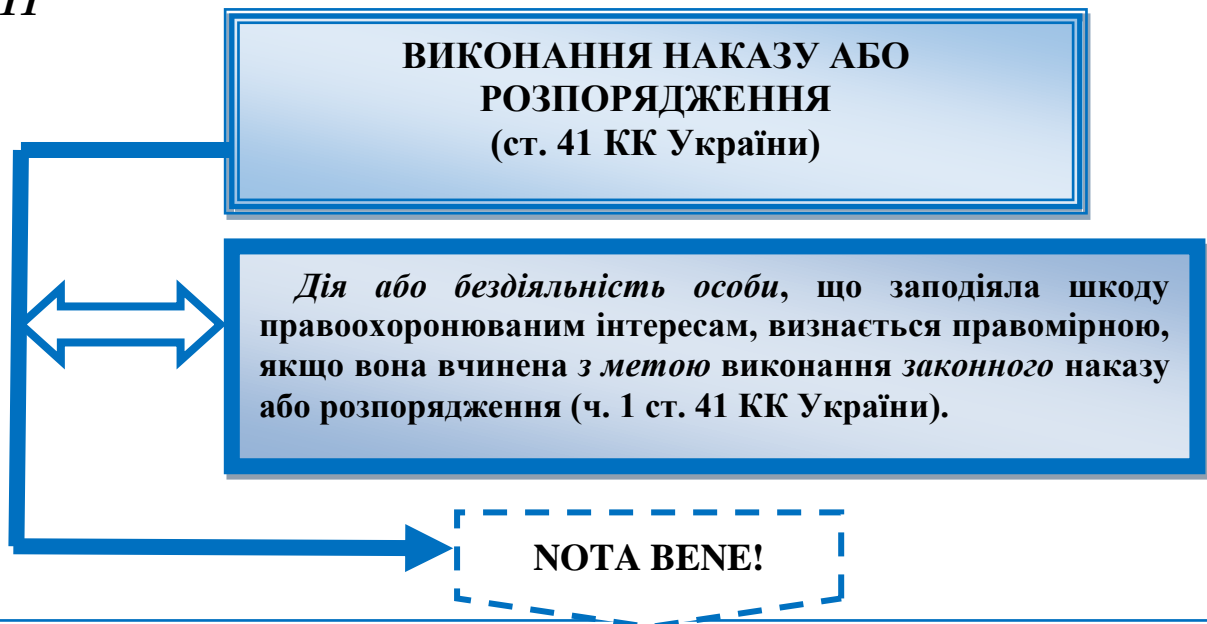 ВИКОНАННЯ НАКАЗУ АБО
РОЗПОРЯДЖЕННЯ
(ст. 41 КК України)
Дія або бездіяльність особи, що заподіяла шкоду
правоохоронюваним інтересам, визнається правомірною,
якщо вона вчинена з метою виконання законного наказу
або розпорядження (ч. 1 ст. 41 КК України).
NOTA BENE!